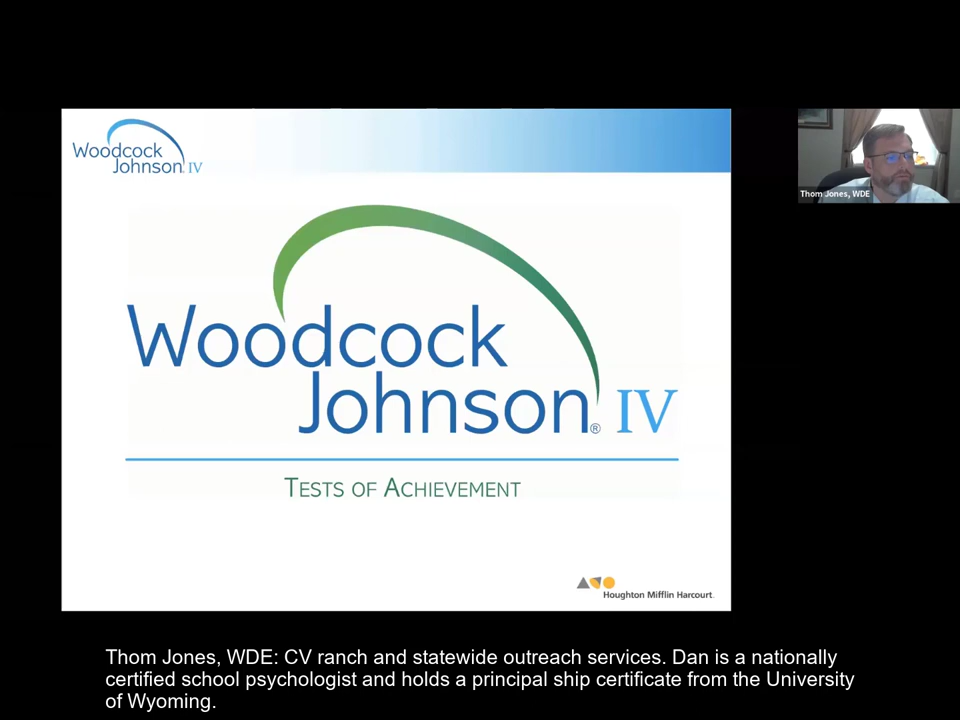 Woodcock
Johnson IV
Woodcock
Johnson® IV
TESTS OF ACHIEVEMENT
Houghton Mifflin Harcourt.
Thom Jones, WDE
Thom Jones, WDE: CV ranch and statewide outreach services. Dan is a nationally
certified school psychologist and holds a principal ship certificate from the University
of Wyoming.